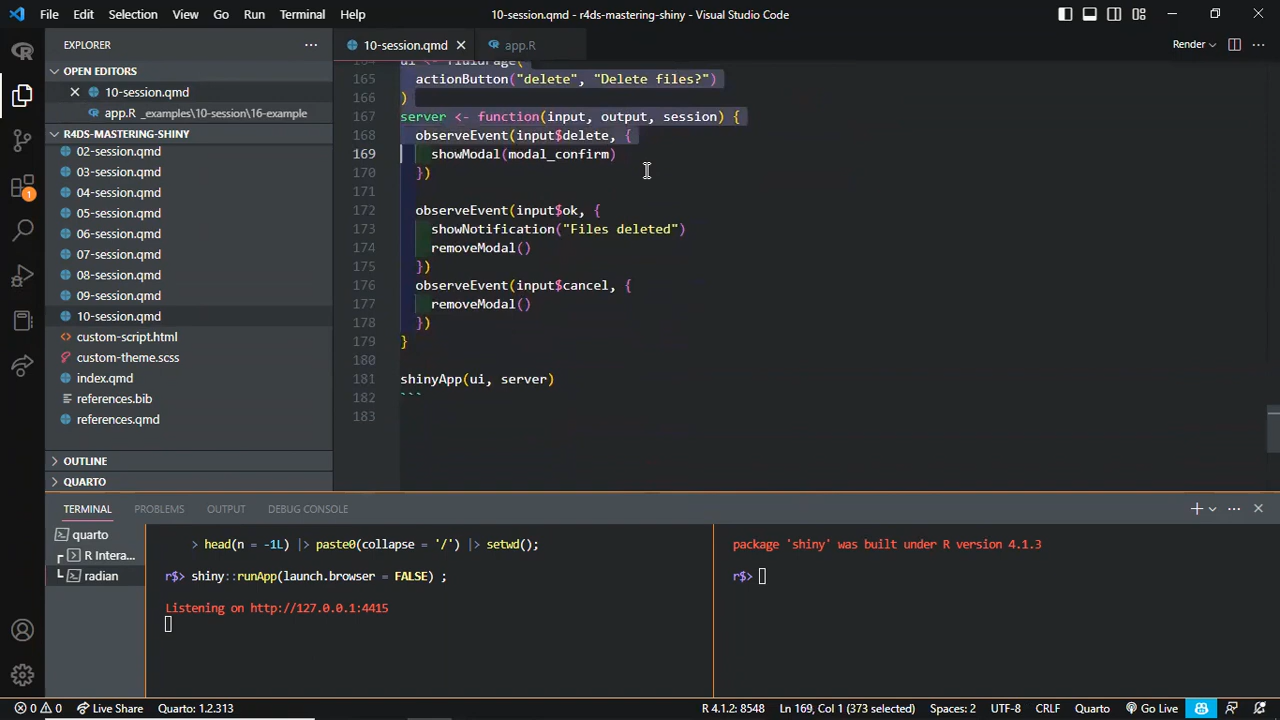 File Edit Selection View Go Run Terminal Help
10-session.qmd - r4ds-mastering-shiny - Visual Studio Code
EXPLORER
10-session.qmd
app.R
Render
OPEN EDITORS
10-session.qmd
app.R _examples\10-session\16-example
R4DS-MASTERING-SHINY
02-session.qmd
03-session.qmd
04-session.qmd
05-session.qmd
06-session.qmd
07-session.qmd
08-session.qmd
09-session.qmd
10-session.qmd
custom-script.html
custom-theme.scss
index.qmd
references.bib
references.qmd
OUTLINE
QUARTO
1
164 ui <- fluidPage(
165 actionButton("delete", "Delete files?")
166 )
167 server <- function(input, output, session) {
168 observeEvent(input$delete, {
169 showModal(modal_confirm)
170 })
171
172 observeEvent(input$ok, {
173 showNotification("Files deleted")
174 removeModal()
175 })
176 observeEvent(input$cancel, {
177 removeModal()
178 })
179 }
180
181 shinyApp(ui, server)
182 ```
183
TERMINAL PROBLEMS OUTPUT DEBUG CONSOLE
quarto
R Intera...
radian
> head(n = -1L) |> paste0(collapse = '/') |> setwd();
r$> shiny::runApp(launch.browser = FALSE) ;
Listening on http://127.0.0.1:4415
package 'shiny' was built under R version 4.1.3
r$>
0 0 Live Share Quarto: 1.2.313
R 4.1.2: 8548 Ln 169, Col 1 (373 selected) Spaces: 2 UTF-8 CRLF Quarto Go Live